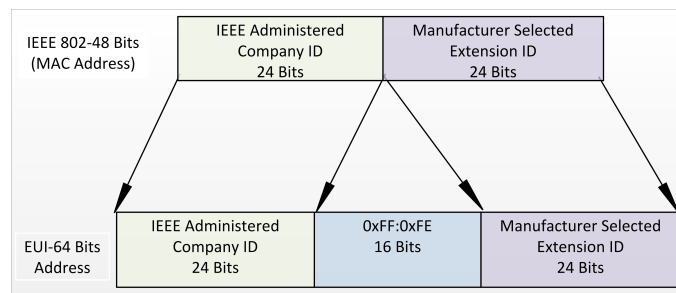 IEEE 802-48 Bits
(MAC Address)
IEEE Administered
Company ID
24 Bits
Manufacturer Selected
Extension ID
24 Bits
EUI-64 Bits
Address
IEEE Administered
Company ID
24 Bits
0xFF:0xFE
16 Bits
Manufacturer Selected
Extension ID
24 Bits